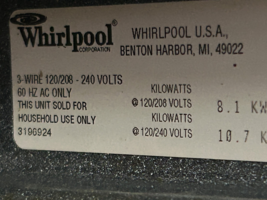 Whirlpool
CORPORATION
WHIRLPOOL U.S.A.,
BENTON HARBOR, MI, 49022
3-WIRE 120/208 - 240 VOLTS
60 HZ AC ONLY
THIS UNIT SOLD FOR
HOUSEHOLD USE ONLY
3196924
KILOWATTS
@120/208 VOLTS 8.1 KW
KILOWATTS
@120/240 VOLTS 10.7 K